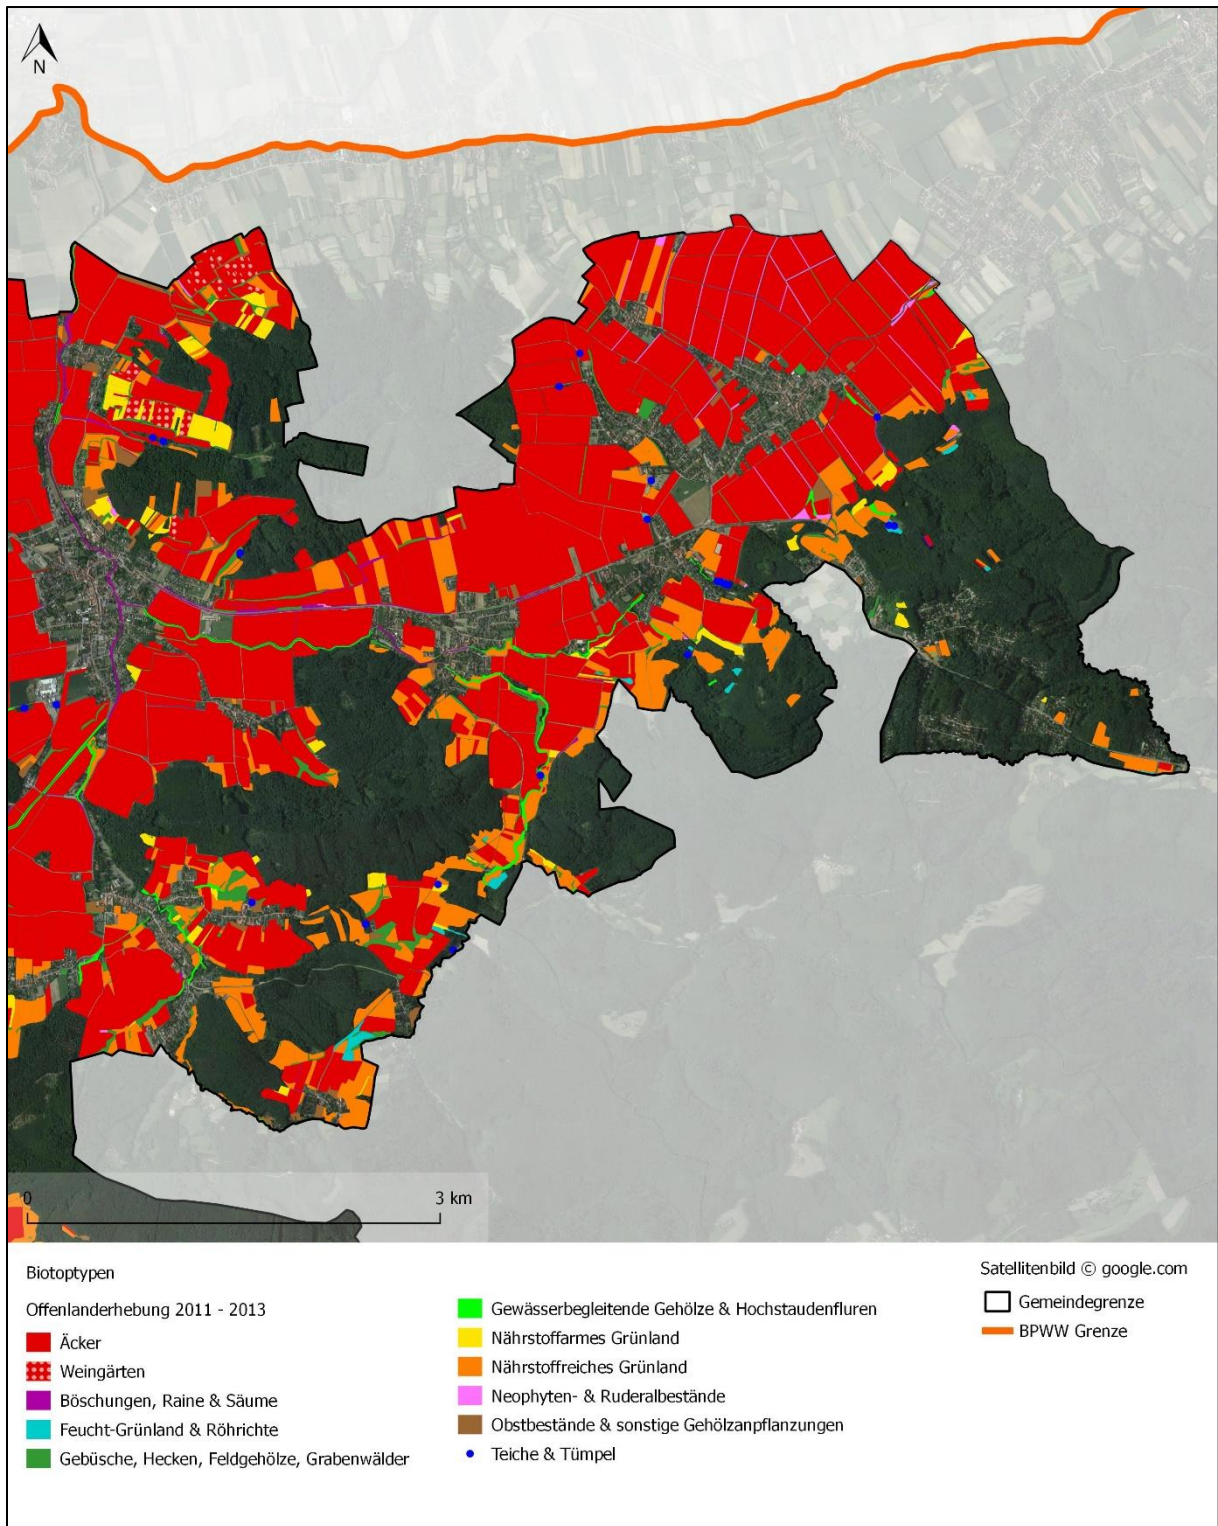 N
0 3 km
Biotoptypen
Satellitenbild © google.com
Offenlanderhebung 2011 - 2013
Gemeindegrenze
BPWW Grenze
Äcker
Weingärten
Böschungen, Raine & Säume
Feucht-Grünland & Röhrichte
Gebüsche, Hecken, Feldgehölze, Grabenwälder
Gewässerbegleitende Gehölze & Hochstaudenfluren
Nährstoffarmes Grünland
Nährstoffreiches Grünland
Neophyten- & Ruderalbestände
Obstbestände & sonstige Gehölzanpflanzungen
Teiche & Tümpel